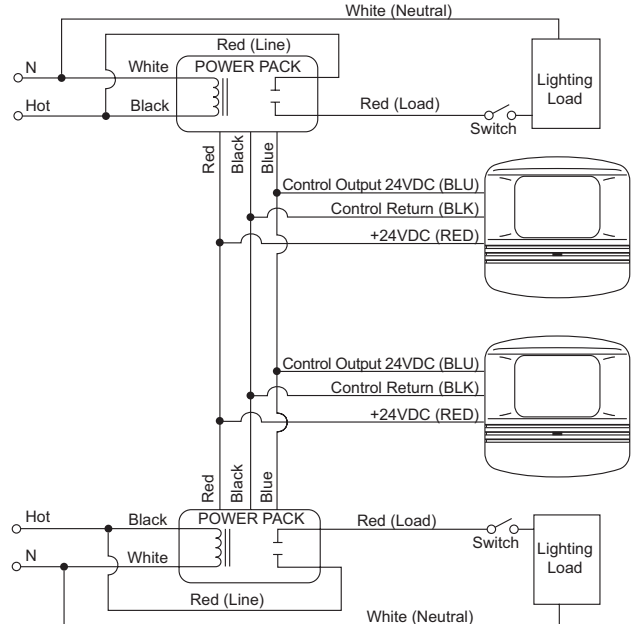 White (Neutral)
Red (Line)
N
White
POWER PACK
Lighting
Load
Hot
Black
Red (Load)
Switch
Red
Black
Blue
Control Output 24VDC (BLU)
Control Return (BLK)
+24VDC (RED)
Control Output 24VDC (BLU)
Control Return (BLK)
+24VDC (RED)
Red
Black
Blue
Hot
Black
POWER PACK
Red (Load)
Switch
Lighting
Load
N
White
Red (Line)
White (Neutral)